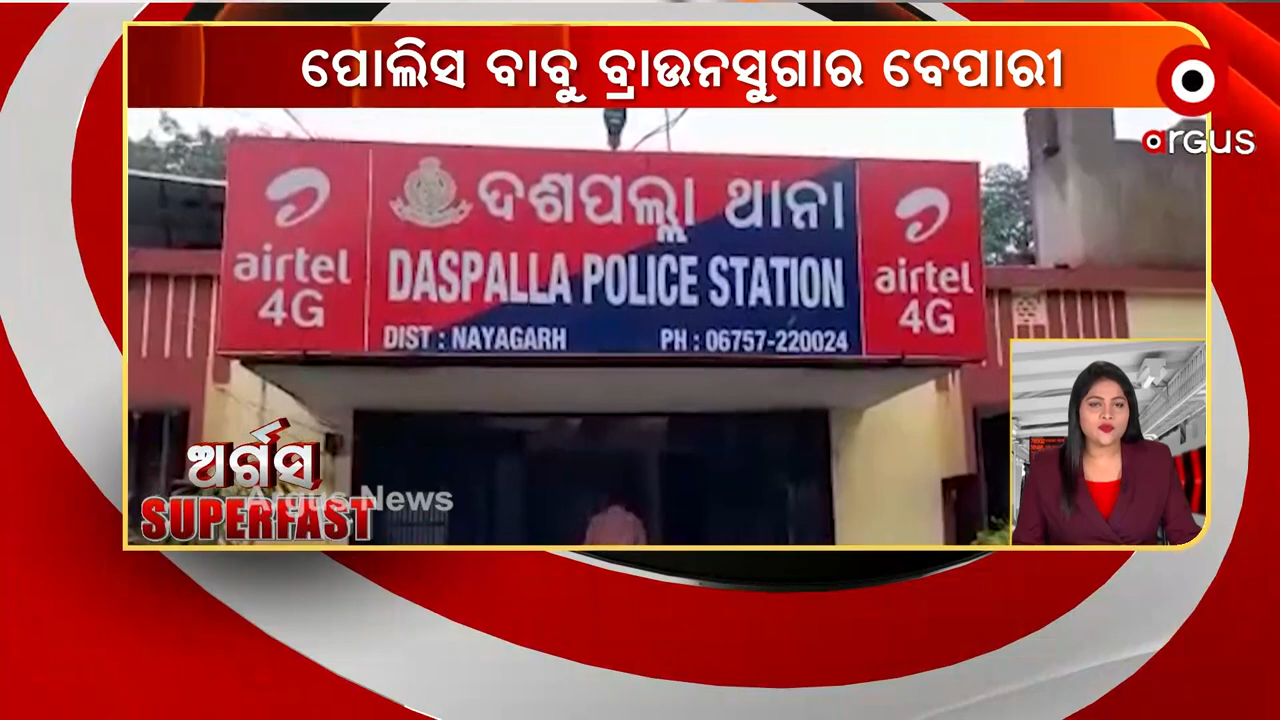 ପୋଲିସ ବାବୁ ବ୍ରାଉନସୁଗାର ବେପାରୀ
argus
airtel
4G
ଦଶପଲ୍ଲା ଥାନା
DASPALLA POLICE STATION
DIST : NAYAGARH PH : 06757-220024
airtel
4G
ଅର୍ଗସ
SUPERFAST
Argus News